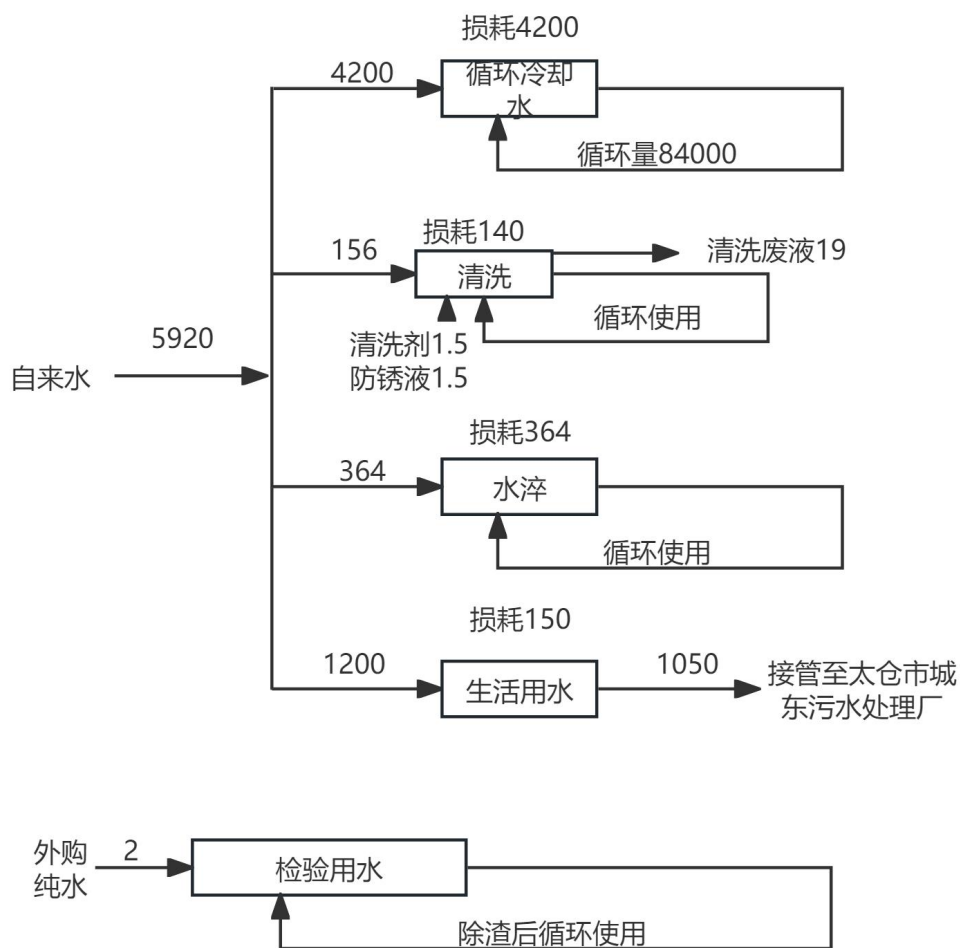 损耗4200
4200
循环冷却
水
循环量84000
损耗140
156
清洗
清洗废液19
循环使用
清洗剂1.5
防锈液1.5
5920
自来水
损耗364
364
水淬
循环使用
损耗150
1200
生活用水
1050
接管至太仓市城
东污水处理厂
外购
纯水
2
检验用水
除渣后循环使用